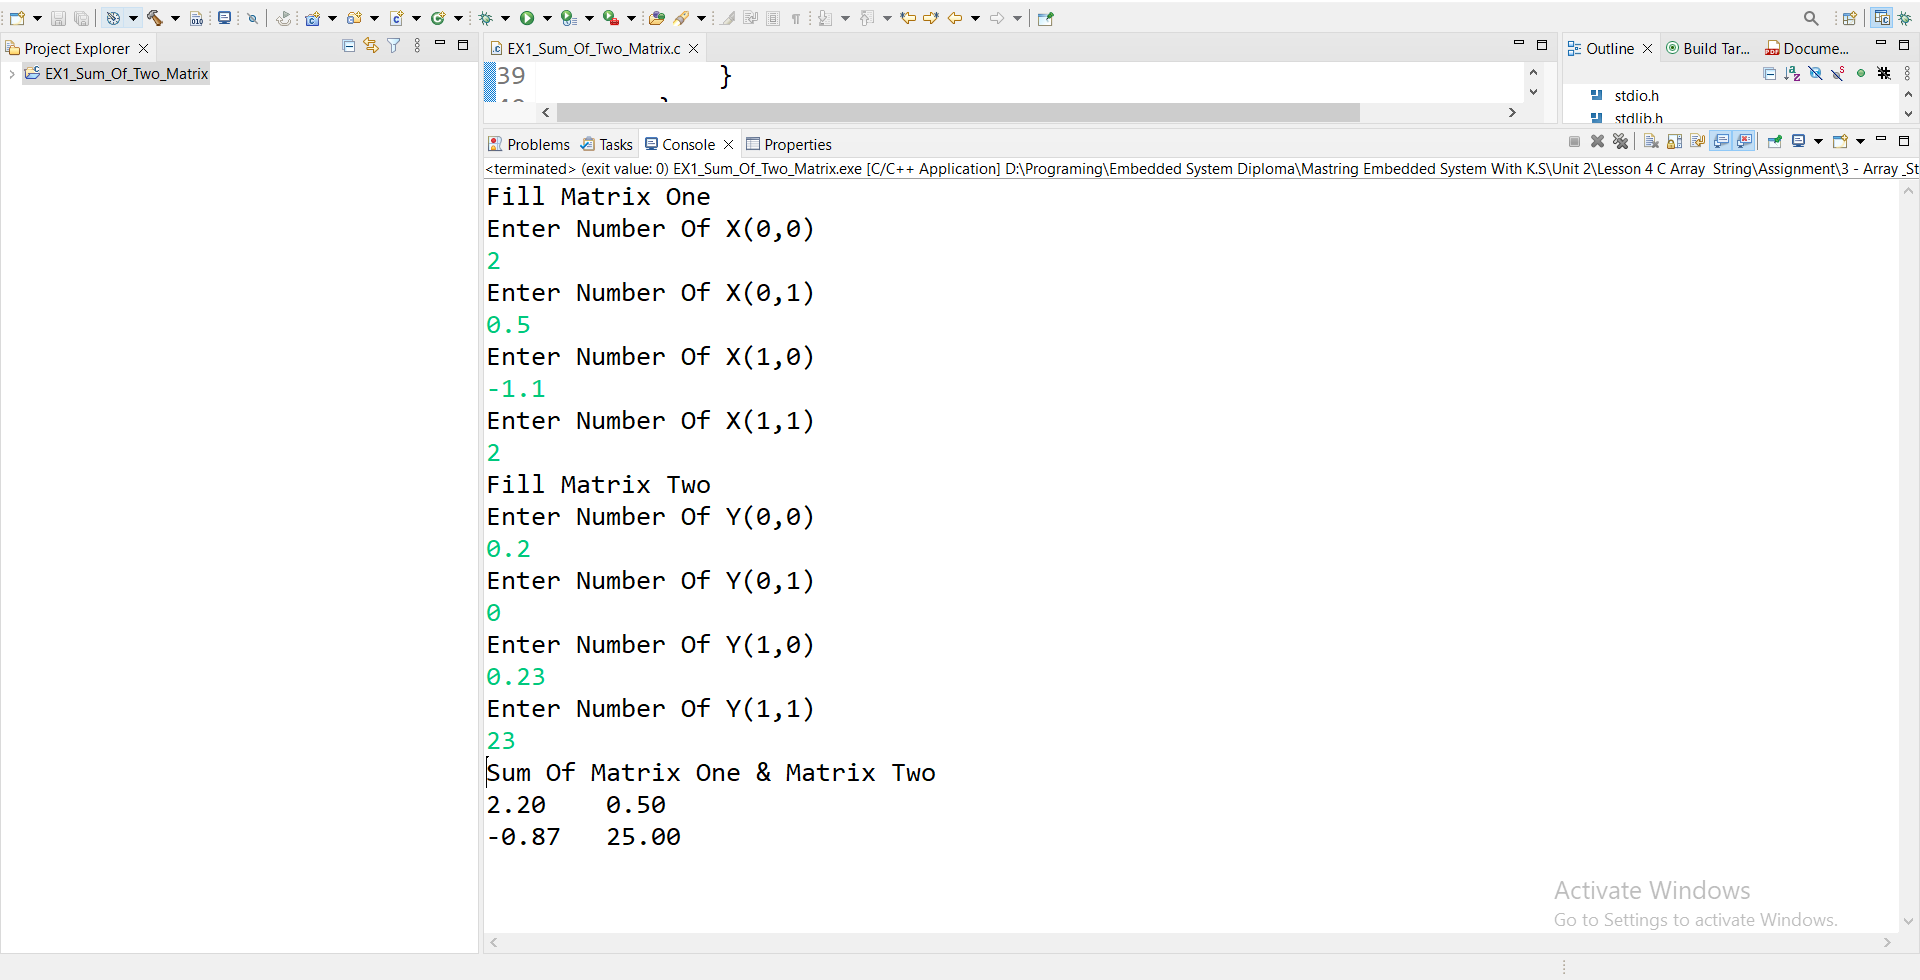 Project Explorer
EX1_Sum_Of_Two_Matrix
EX1_Sum_Of_Two_Matrix.c
39
}
Outline
Build Tar...
Docume...
stdio.h
stdlib.h
Problems
Tasks
Console
Properties
<terminated> (exit value: 0) EX1_Sum_Of_Two_Matrix.exe [C/C++ Application] D:\Programing\Embedded System Diploma\Mastring Embedded System With K.S\Unit 2\Lesson 4 C Array  String\Assignment\3 - Array _St
Fill Matrix One
Enter Number Of X(0,0)
2
Enter Number Of X(0,1)
0.5
Enter Number Of X(1,0)
-1.1
Enter Number Of X(1,1)
2
Fill Matrix Two
Enter Number Of Y(0,0)
0.2
Enter Number Of Y(0,1)
0
Enter Number Of Y(1,0)
0.23
Enter Number Of Y(1,1)
23
Sum Of Matrix One & Matrix Two
2.20    0.50
-0.87   25.00
Activate Windows
Go to Settings to activate Windows.